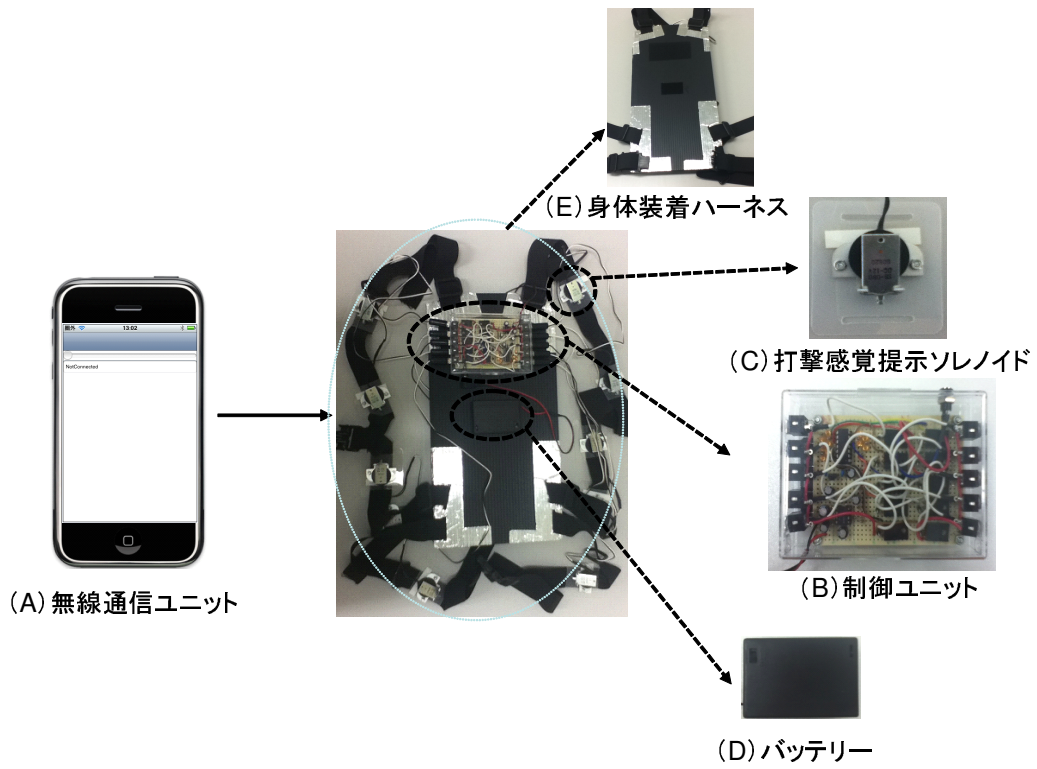 (E)身体装着ハーネス
(C)打撃感覚提示ソレノイド
圏外 13:02
NotConnected
(B)制御ユニット
(A)無線通信ユニット
(D)バッテリー